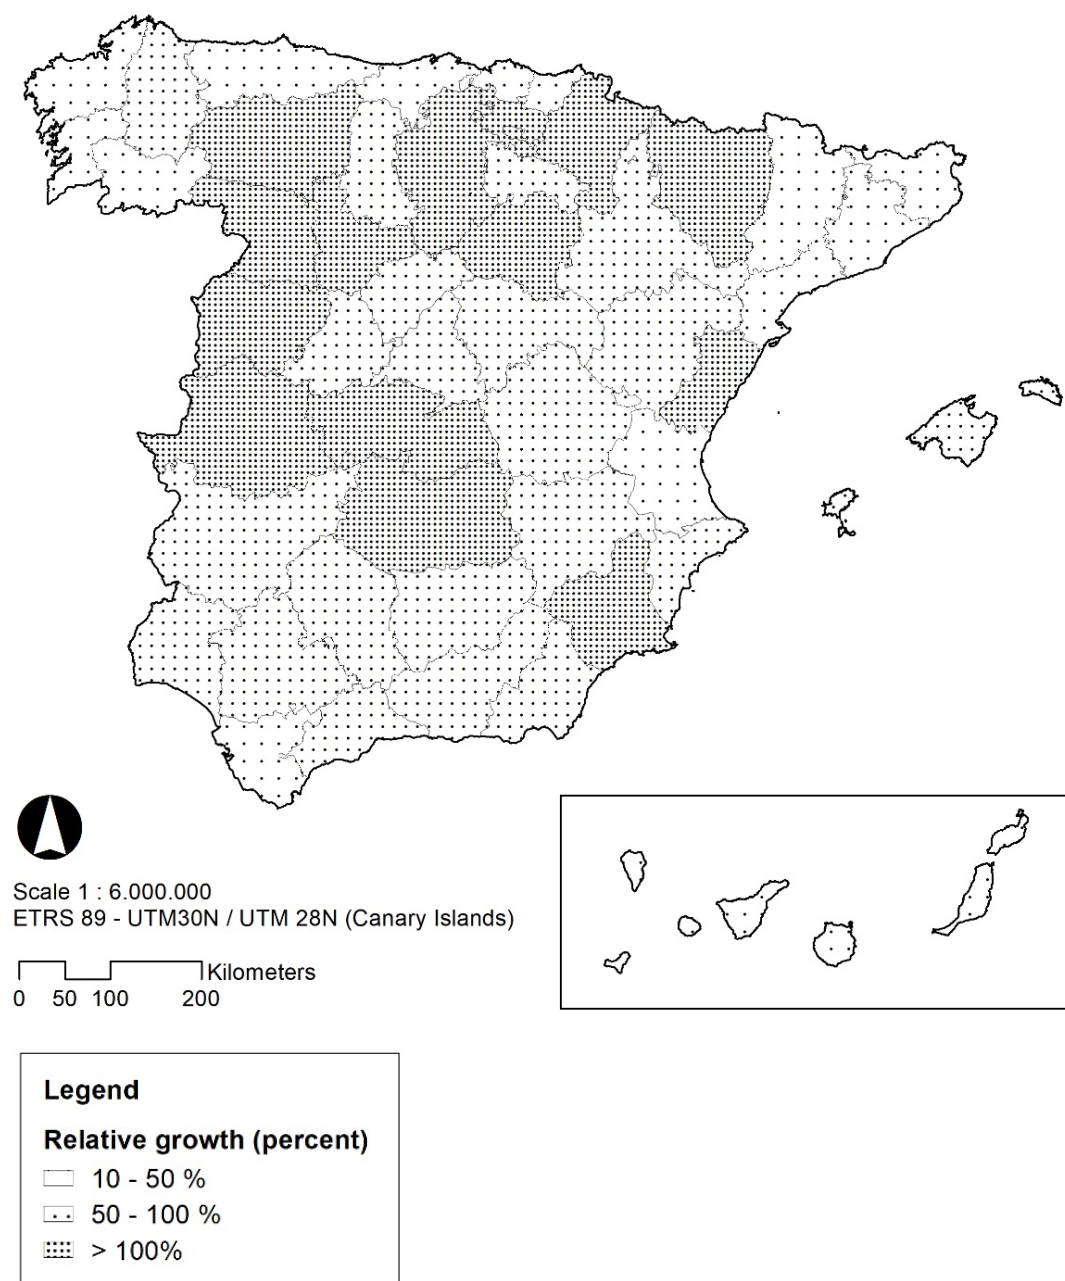 Scale 1 : 6.000.000
ETRS 89 - UTM30N / UTM 28N (Canary Islands)
Kilometers
0 50 100 200
Legend
Relative growth (percent)
10 - 50 %
50 - 100 %
> 100%